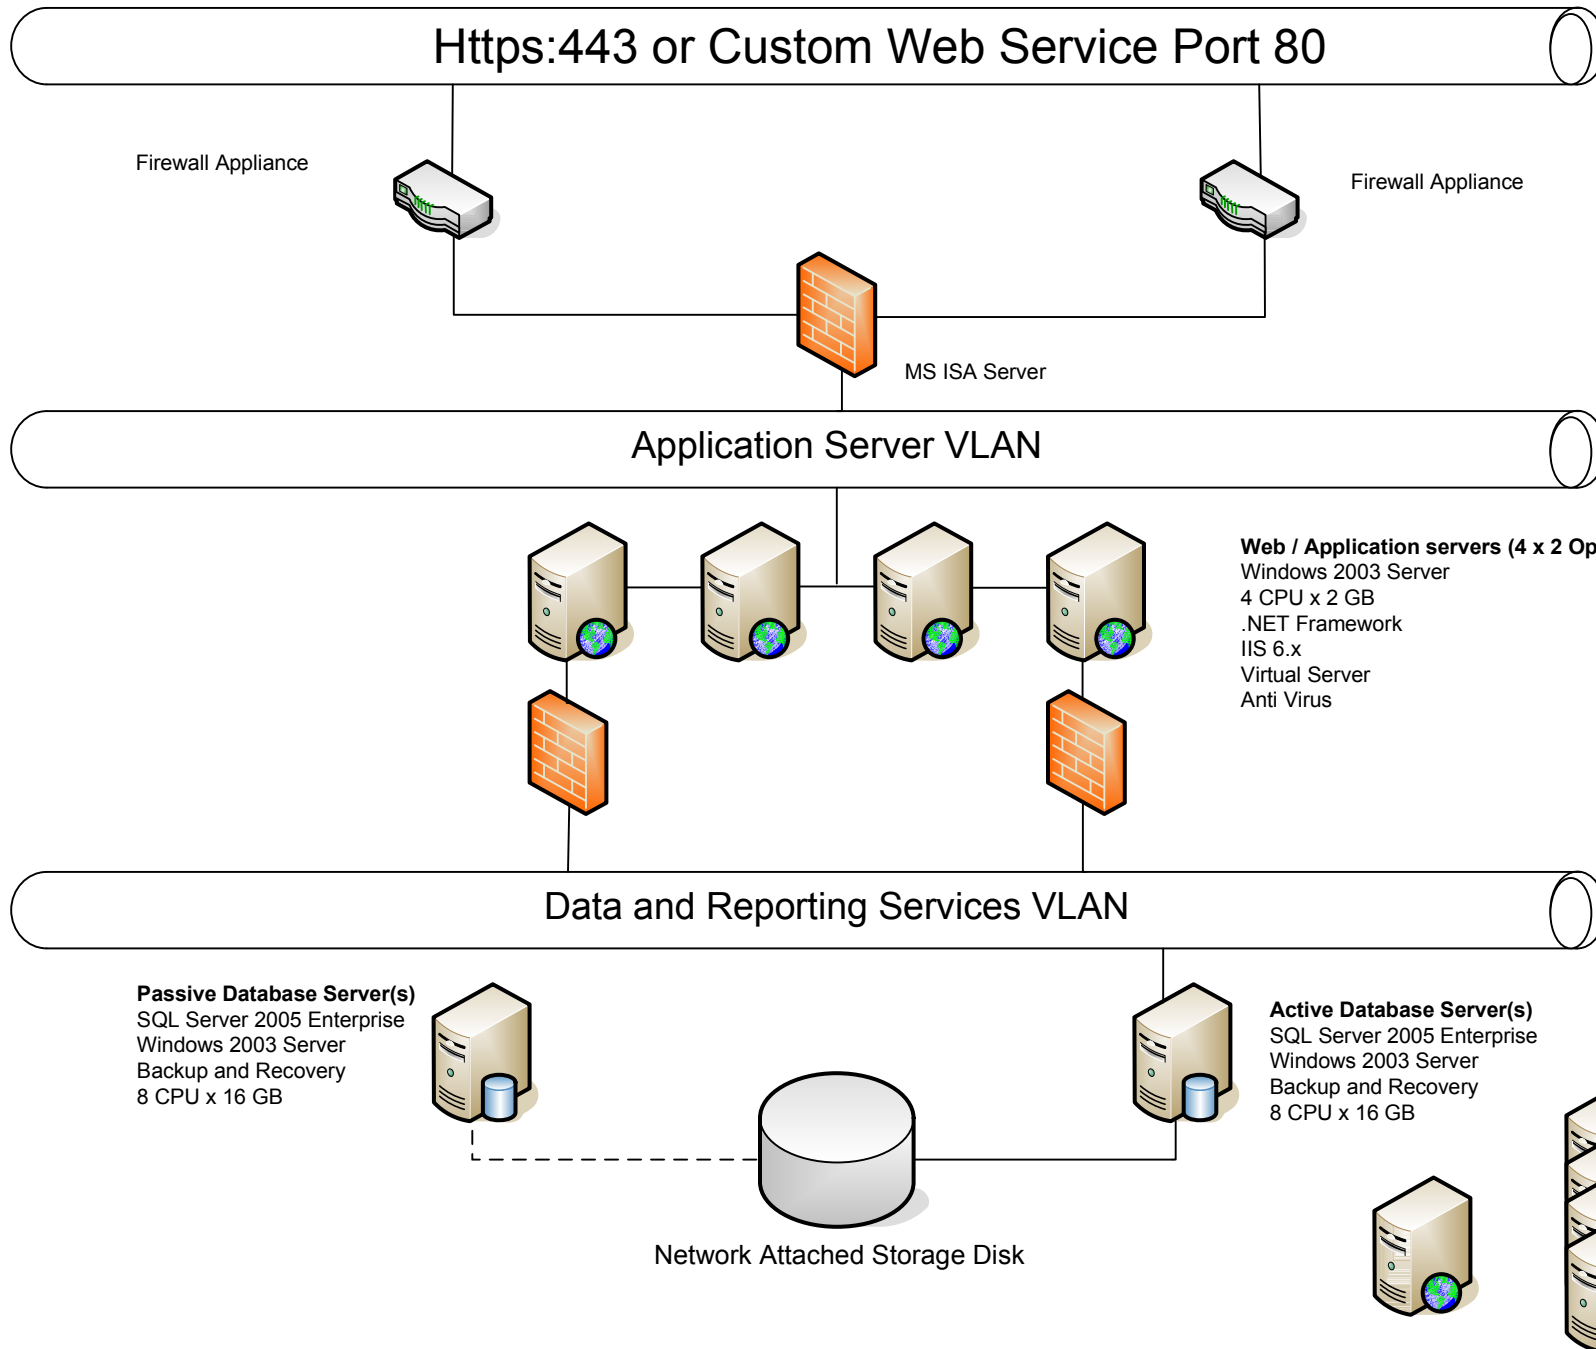 Https:443 or Custom Web Service Port 80
Firewall Appliance
Firewall Appliance
MS ISA Server
Application Server VLAN
Web / Application servers (4 x 2 Op
Windows 2003 Server
4 CPU x 2 GB
.NET Framework
IIS 6.x
Virtual Server
Anti Virus
Data and Reporting Services VLAN
Passive Database Server(s)
SQL Server 2005 Enterprise
Windows 2003 Server
Backup and Recovery
8 CPU x 16 GB
Active Database Server(s)
SQL Server 2005 Enterprise
Windows 2003 Server
Backup and Recovery
8 CPU x 16 GB
Network Attached Storage Disk